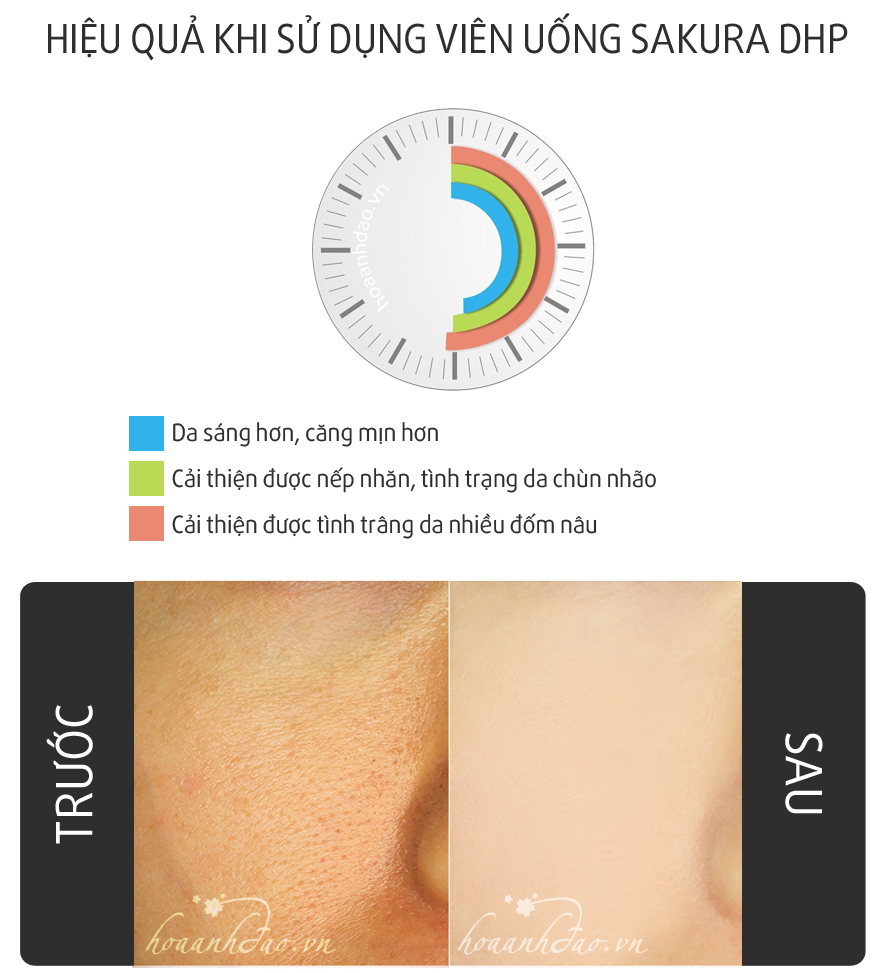 HIỆU QUẢ KHI SỬ DỤNG VIÊN UỐNG SAKURA DHP
hoaanhdao.vn
Da sáng hơn, căng mịn hơn
Cải thiện được nếp nhăn, tình trạng da chùn nhão
Cải thiện được tình trâng da nhiều đốm nâu
TRƯỚC
SAU
hoaanhđao.vn
hoaanhđao.vn